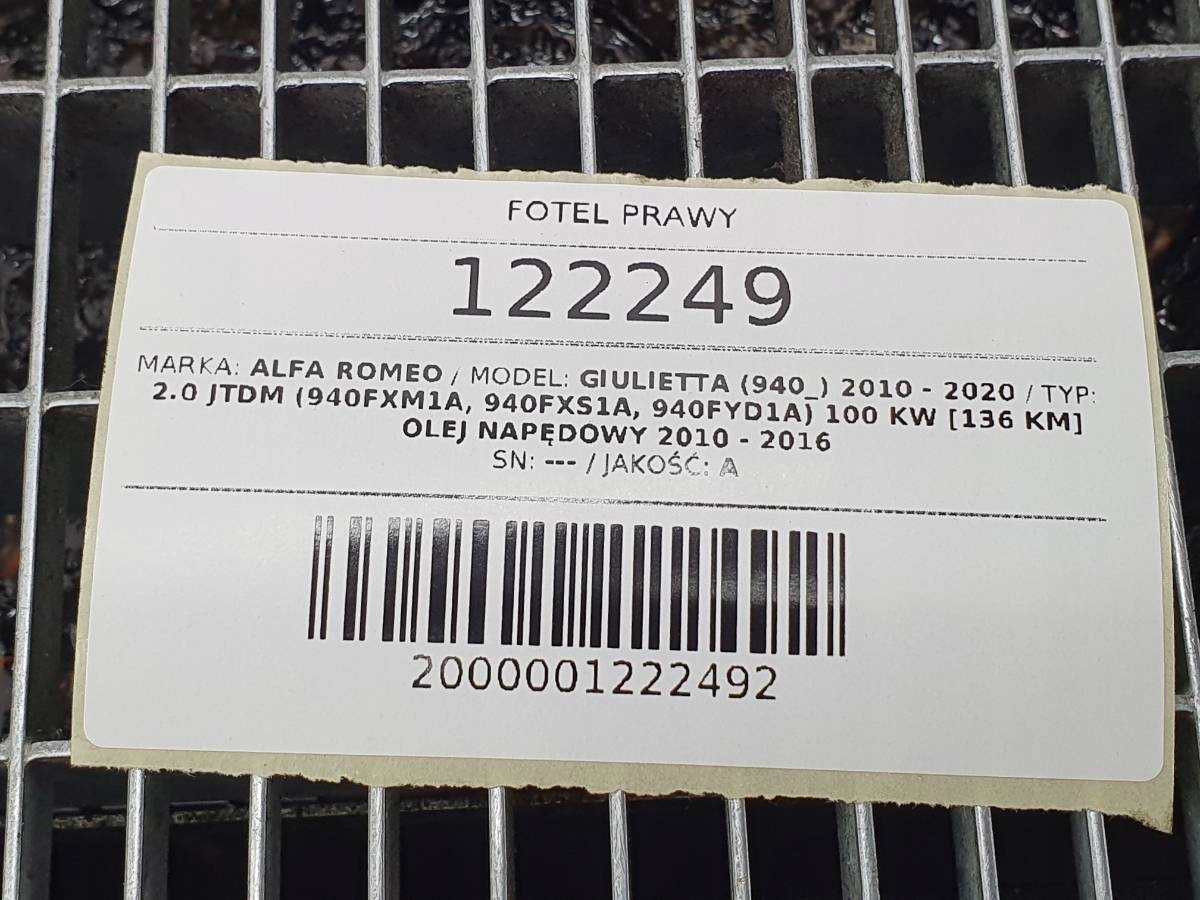 FOTEL PRAWY
122249
MARKA: ALFA ROMEO / MODEL: GIULIETTA (940_) 2010 - 2020 / TYP:
2.0 JTDM (940FXM1A, 940FXS1A, 940FYD1A) 100 KW [136 KM]
OLEJ NAPĘDOWY 2010 - 2016
SN: --- / JAKOŚĆ: A
2000001222492